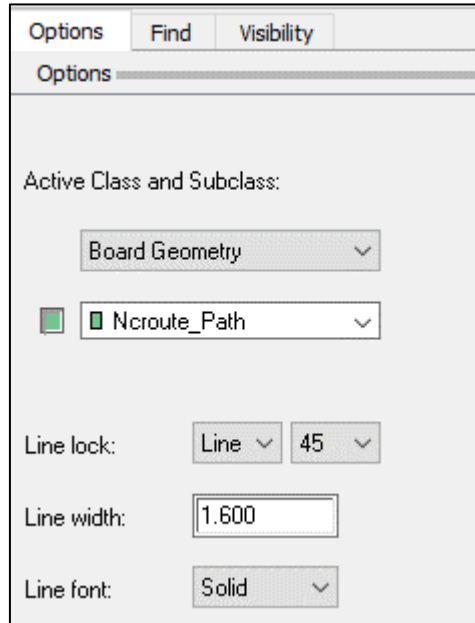 Options Find Visibility
Options
Active Class and Subclass:
Board Geometry
Ncroute_Path
Line lock: Line 45
Line width: 1.600
Line font: Solid